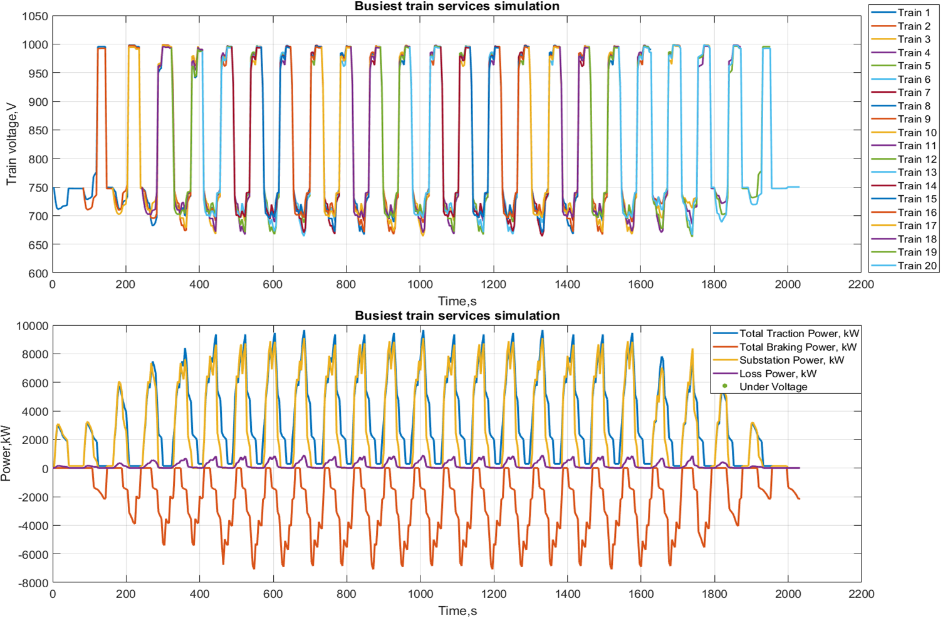 Busiest train services simulation
1050
1000
950
900
850
800
750
700
650
600
Train voltage,V
0 200 400 600 800 1000 1200 1400 1600 1800 2000 2200
Time,s
Train 1
Train 2
Train 3
Train 4
Train 5
Train 6
Train 7
Train 8
Train 9
Train 10
Train 11
Train 12
Train 13
Train 14
Train 15
Train 16
Train 17
Train 18
Train 19
Train 20
Busiest train services simulation
10000
8000
6000
4000
2000
0
-2000
-4000
-6000
-8000
Power,kW
Total Traction Power, kW
Total Braking Power, kW
Substation Power, kW
Loss Power, kW
Under Voltage
0 200 400 600 800 1000 1200 1400 1600 1800 2000 2200
Time,s